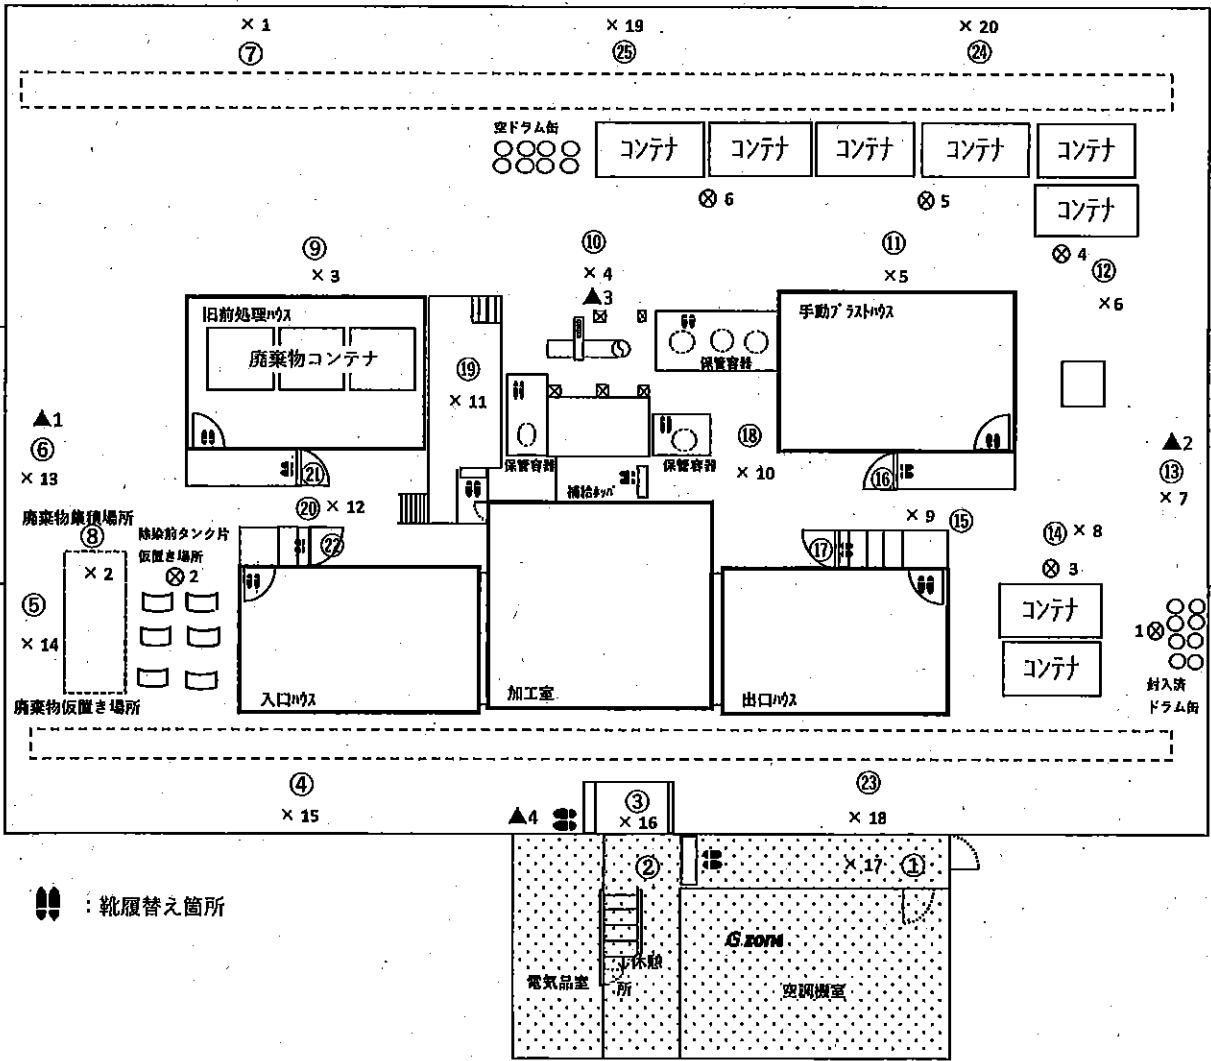 × 1
× 19
× 20
⑦
㉕
㉔
空ドラム缶
コンテナ
コンテナ
コンテナ
コンテナ
コンテナ
⊗ 6
⊗ 5
コンテナ
⊗ 4
⑨
⑩
⑪
⑫
× 3
× 4
× 5
× 6
▲3
旧前処理ハウス
廃棄物コンテナ
手動ブラストハウス
保管容器
⑲
× 11
▲1
⑥
× 13
⑱
× 10
▲2
⑬
× 7
保管容器
保管容器
㉑
⑯
廃棄物集積場所
⑳ × 12
× 9 ⑮
⑧
除染前タンク片
仮置き場所
㉒
⑰
⑭ × 8
× 2
⊗ 2
⊗ 3
⑤
× 14
コンテナ
1⊗
コンテナ
廃棄物仮置き場所
入口ハウス
加工室
出口ハウス
封入済
ドラム缶
④
× 15
▲4
③
× 16
㉓
× 18
②
× 17 ①
:靴履替え箇所
G zone
休憩
所
電気品室
空調機室